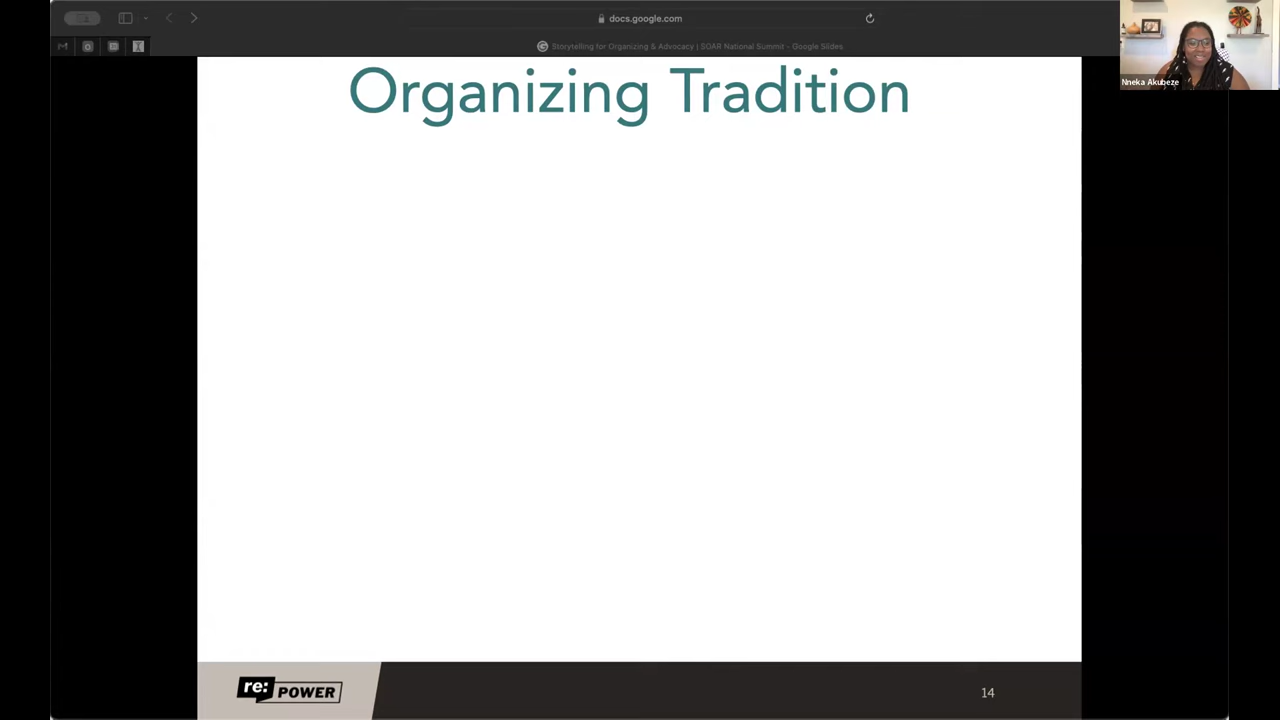 docs.google.com
Storytelling for Organizing & Advocacy | SOAR National Summit - Google Slides
Nneka Akubeze
Organizing Tradition
re:
POWER
14